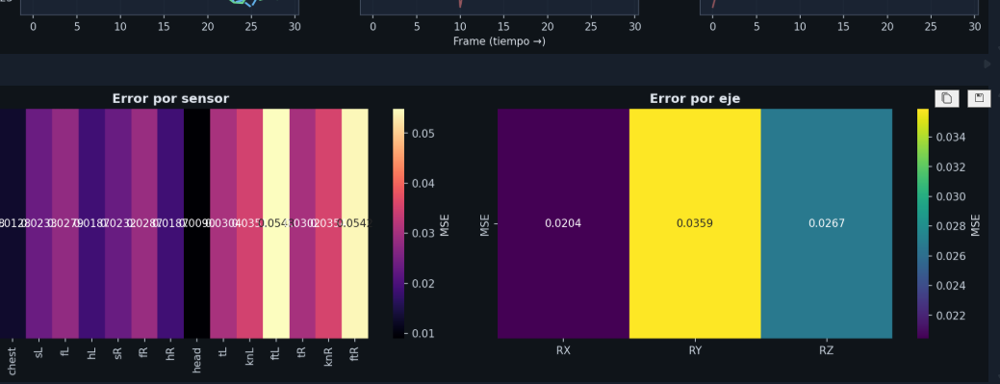 0 5 10 15 20 25 30
0 5 10 15 20 25 30
0 5 10 15 20 25 30
Frame (tiempo →)
Error por sensor
Error por eje
0.05
0.04
0.03
0.02
0.01
MSE
MSE
0.0204
0.0359
0.0267
0.034
0.032
0.030
0.028
0.026
0.024
0.022
MSE
chest sL fL hL sR fR hR head tL knL ftL tR knR ftR
RX RY RZ